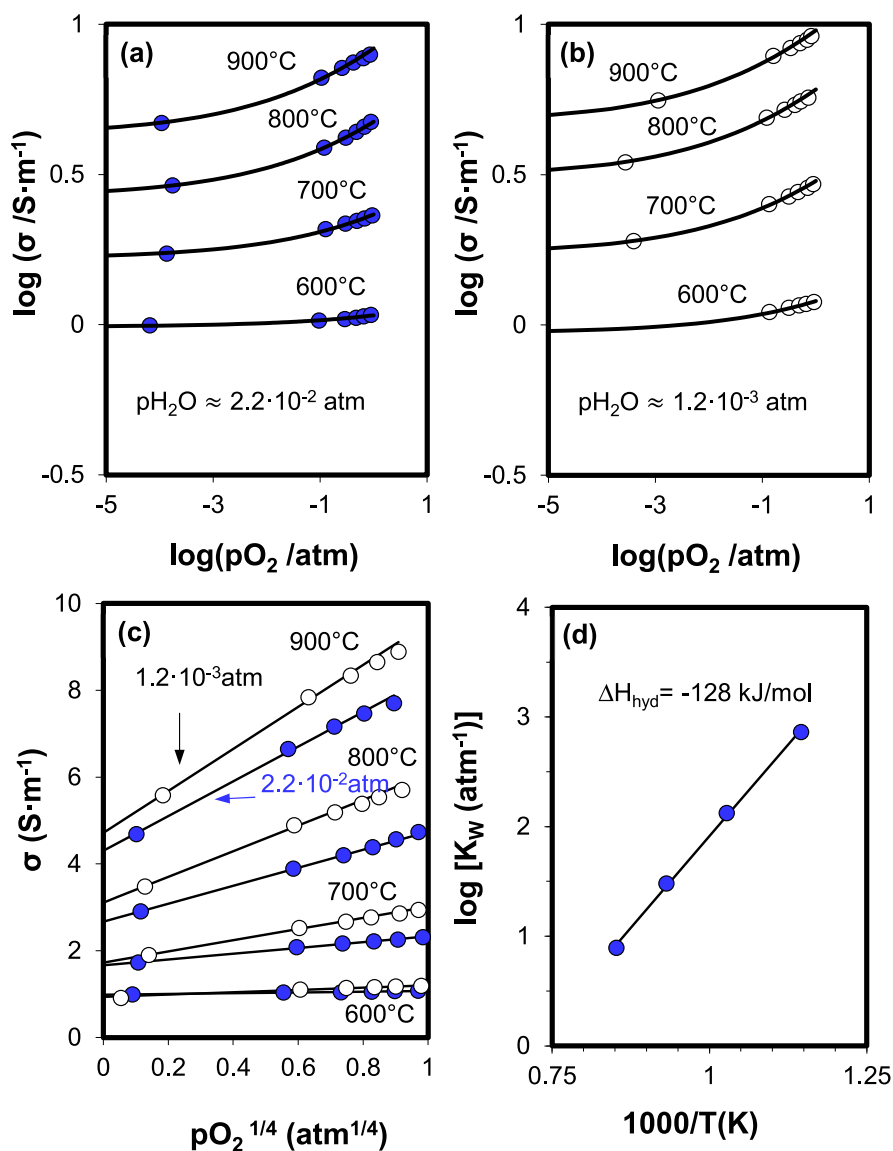 (a)
900°C
800°C
700°C
600°C
pH₂O ≈ 2.2·10⁻² atm
1
0.5
0
-0.5
-5
-3
-1
1
log (σ /S·m⁻¹)
log(pO₂ /atm)
(b)
900°C
800°C
700°C
600°C
pH₂O ≈ 1.2·10⁻³ atm
1
0.5
0
-0.5
-5
-3
-1
1
log (σ /S·m⁻¹)
log(pO₂ /atm)
(c)
900°C
1.2·10⁻³atm
800°C
2.2·10⁻²atm
700°C
600°C
10
8
6
4
2
0
0
0.2
0.4
0.6
0.8
1
σ (S·m⁻¹)
pO₂ ¹/⁴ (atm¹/⁴)
(d)
ΔHhyd= -128 kJ/mol
4
3
2
1
0
0.75
1
1.25
log [KW (atm⁻¹)]
1000/T(K)